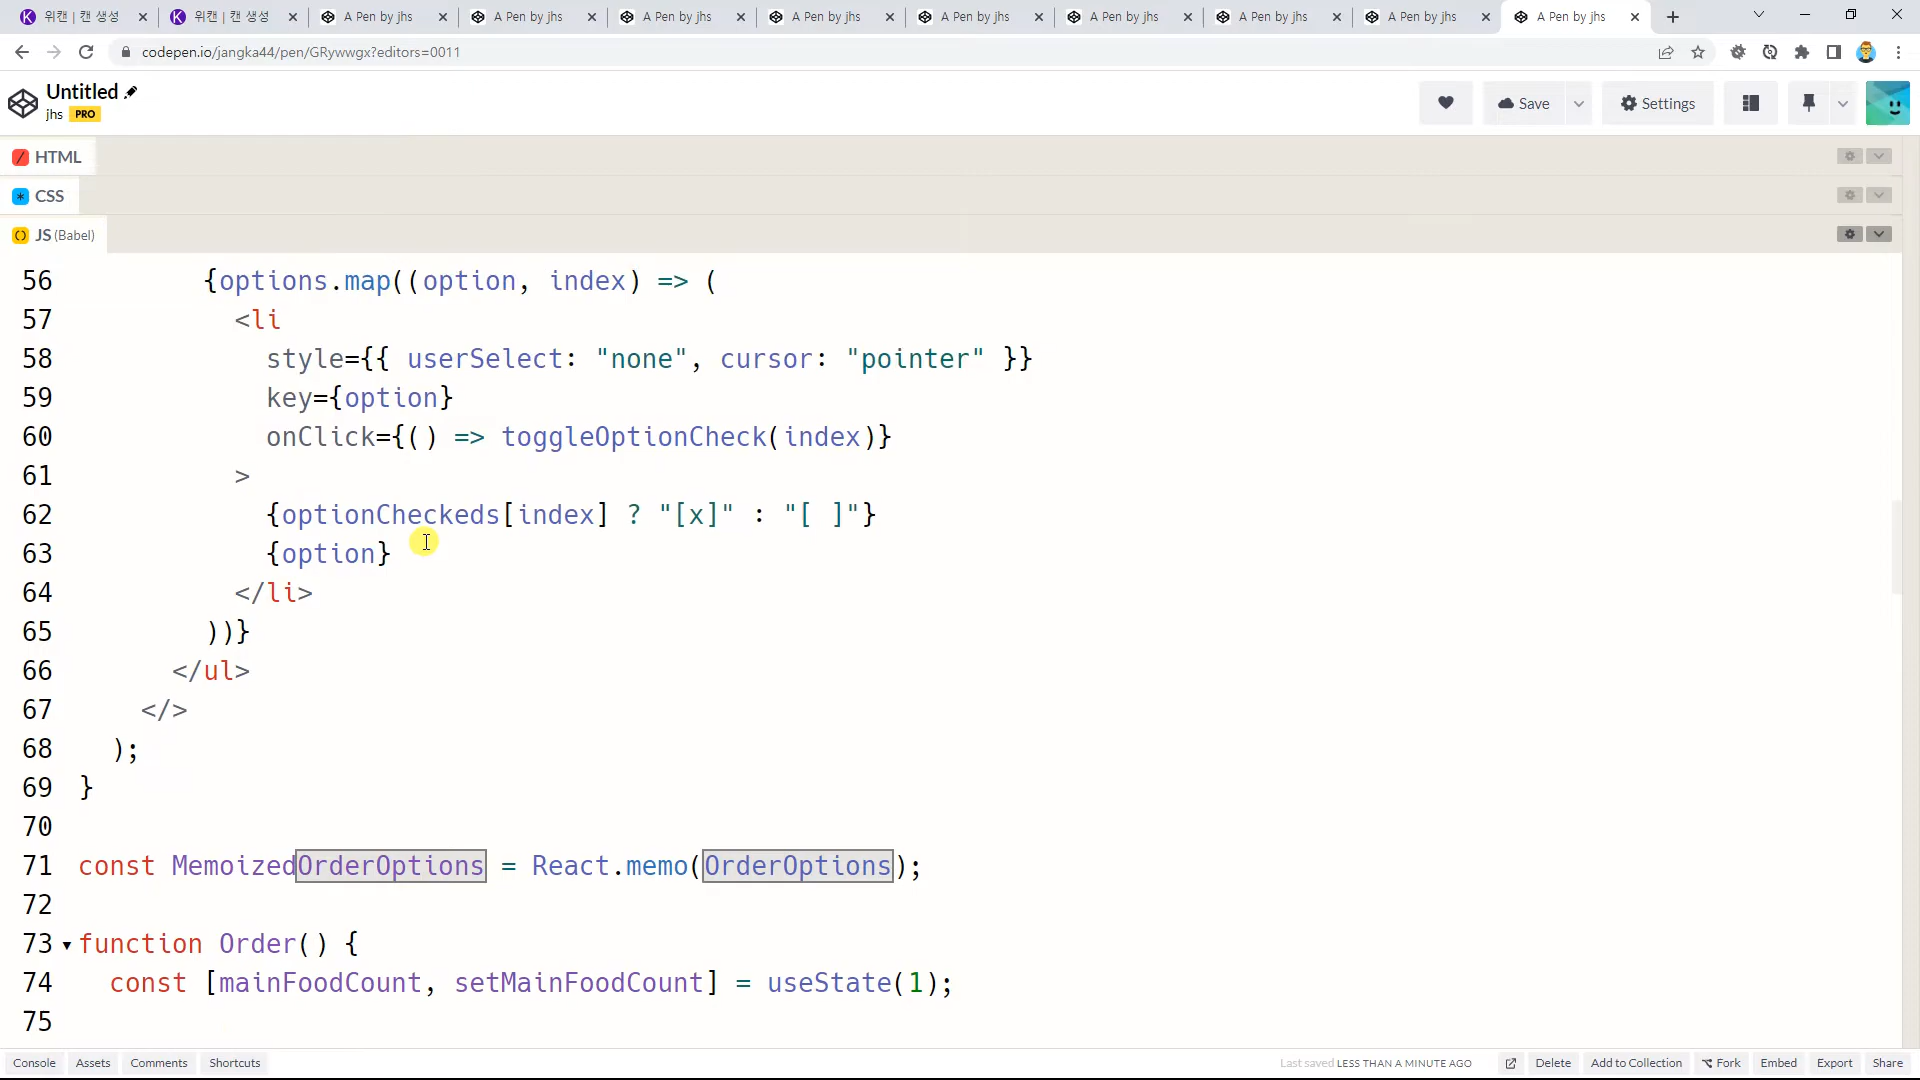 위캔 | 캔 생성
위캔 | 캔 생성
A Pen by jhs
A Pen by jhs
A Pen by jhs
A Pen by jhs
A Pen by jhs
A Pen by jhs
A Pen by jhs
A Pen by jhs
A Pen by jhs
codepen.io/jangka44/pen/GRywwgx?editors=0011
Untitled
jhs PRO
Save
Settings
HTML
CSS
JS (Babel)
56 {options.map((option, index) => (
57 <li
58 style={{ userSelect: "none", cursor: "pointer" }}
59 key={option}
60 onClick={() => toggleOptionCheck(index)}
61 >
62 {optionCheckeds[index] ? "[x]" : "[ ]"}
63 {option}
64 </li>
65 ))}
66 </ul>
67 </>
68 );
69 }
70
71 const MemoizedOrderOptions = React.memo(OrderOptions);
72
73 function Order() {
74 const [mainFoodCount, setMainFoodCount] = useState(1);
75
Console Assets Comments Shortcuts Last saved LESS THAN A MINUTE AGO Delete Add to Collection Fork Embed Export Share